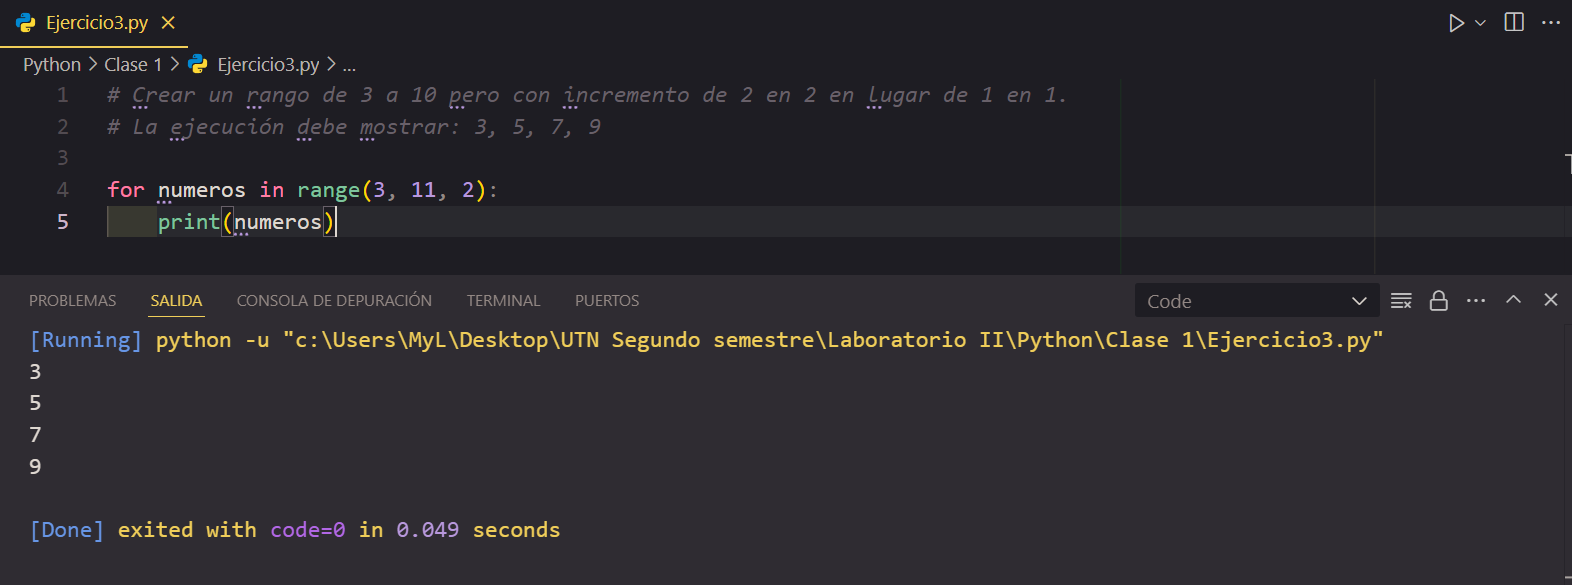 Ejercicio3.py
Python > Clase 1 > Ejercicio3.py > ...
1 # Crear un rango de 3 a 10 pero con incremento de 2 en 2 en lugar de 1 en 1.
2 # La ejecución debe mostrar: 3, 5, 7, 9
3
4 for numeros in range(3, 11, 2):
5 print(numeros)
PROBLEMAS SALIDA CONSOLA DE DEPURACIÓN TERMINAL PUERTOS Code
[Running] python -u "c:\Users\MyL\Desktop\UTN Segundo semestre\Laboratorio II\Python\Clase 1\Ejercicio3.py"
3
5
7
9
[Done] exited with code=0 in 0.049 seconds